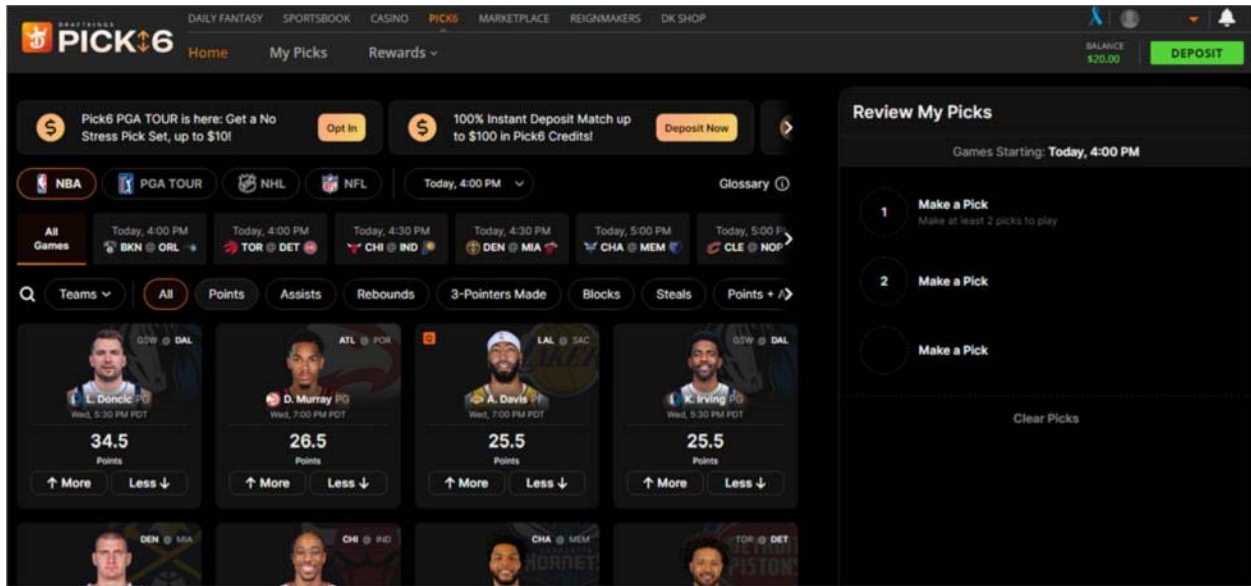 DRAFTKINGS
PICK6
DAILY FANTASY SPORTSBOOK CASINO PICK6 MARKETPLACE REIGNMAKERS DK SHOP
Home My Picks Rewards
BALANCE
$20.00
DEPOSIT
Pick6 PGA TOUR is here: Get a No
Stress Pick Set, up to $10!
Opt In
100% Instant Deposit Match up
to $100 in Pick6 Credits!
Deposit Now
NBA PGA TOUR NHL NFL Today, 4:00 PM Glossary
All
Games
Today, 4:00 PM
BKN @ ORL
Today, 4:00 PM
TOR @ DET
Today, 4:30 PM
CHI @ IND
Today, 4:30 PM
DEN @ MIA
Today, 5:00 PM
CHA @ MEM
Today, 5:00 P
CLE @ NOP
Teams All Points Assists Rebounds 3-Pointers Made Blocks Steals Points +
GSW @ DAL
L. Doncic PG
Wed, 5:30 PM PDT
34.5
Points
↑ More Less ↓
ATL @ POR
D. Murray PG
Wed, 7:00 PM PDT
26.5
Points
↑ More Less ↓
Q
LAL @ SAC
A. Davis PF
Wed, 7:00 PM PDT
25.5
Points
↑ More Less ↓
GSW @ DAL
K. Irving PG
Wed, 5:30 PM PDT
25.5
Points
↑ More Less ↓
DEN @ MIA
CHI @ IND
CHA @ MEM
HORNETS
TOR @ DET
DETROIT
PISTONS
Review My Picks
Games Starting: Today, 4:00 PM
1
Make a Pick
Make at least 2 picks to play
2
Make a Pick
Make a Pick
Clear Picks